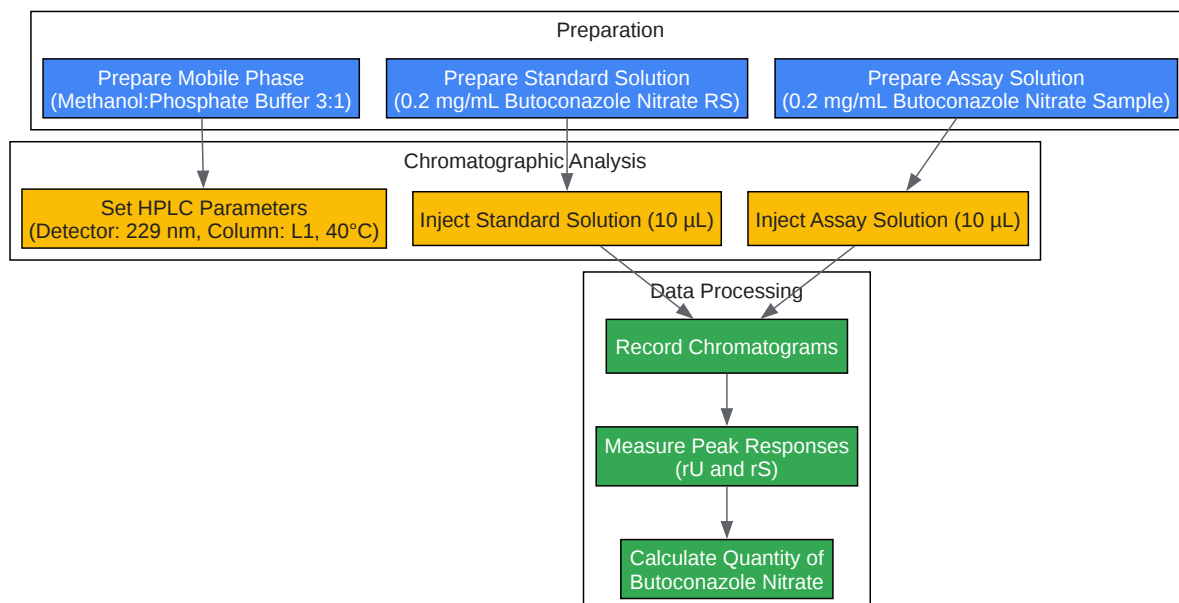 Preparation
Prepare Mobile Phase
(Methanol:Phosphate Buffer 3:1)
Prepare Standard Solution
(0.2 mg/mL Butoconazole Nitrate RS)
Prepare Assay Solution
(0.2 mg/mL Butoconazole Nitrate Sample)
Chromatographic Analysis
Set HPLC Parameters
(Detector: 229 nm, Column: L1, 40°C)
Inject Standard Solution (10 µL)
Inject Assay Solution (10 µL)
Data Processing
Record Chromatograms
Measure Peak Responses
(rU and rS)
Calculate Quantity of
Butoconazole Nitrate